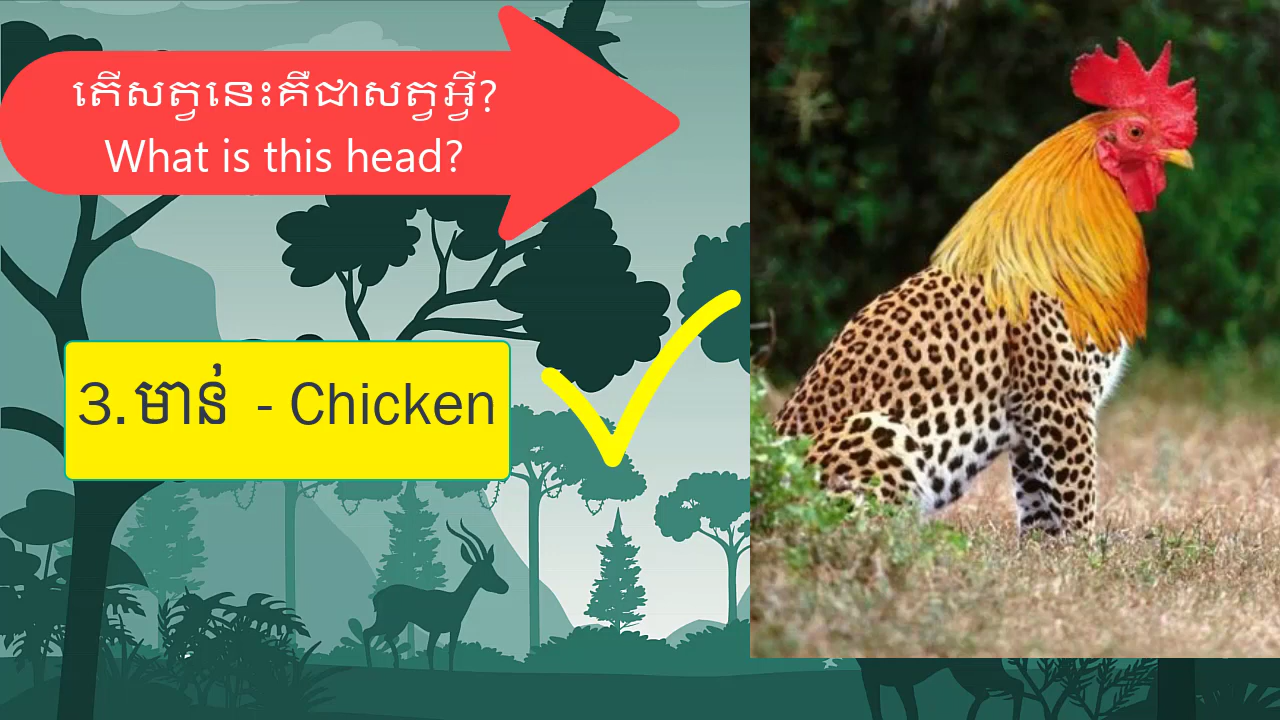 តើសត្វនេះគឺជាសត្វអ្វី?
What is this head?
3. មាន់ - Chicken